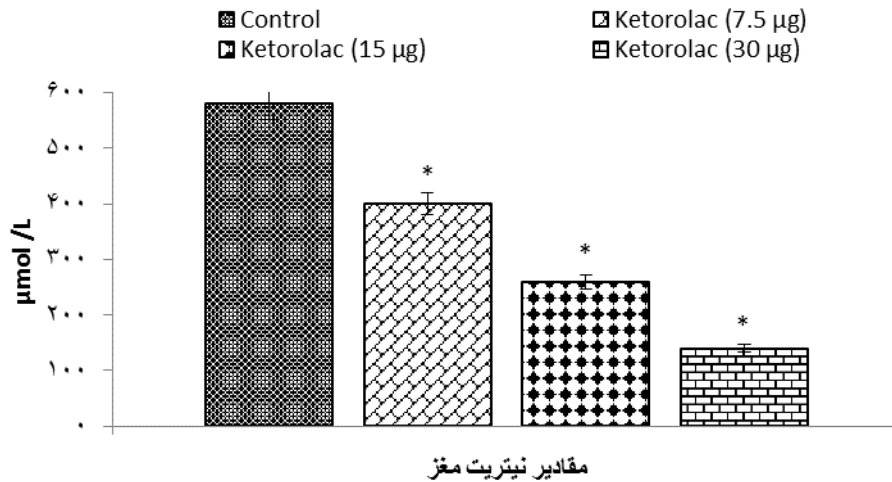 Control
Ketorolac (7.5 µg)
Ketorolac (15 µg)
Ketorolac (30 µg)
µmol /L
۶۰۰
۵۰۰
۴۰۰
۳۰۰
۲۰۰
۱۰۰
۰
*
*
*
مقادیر نیتریت مغز